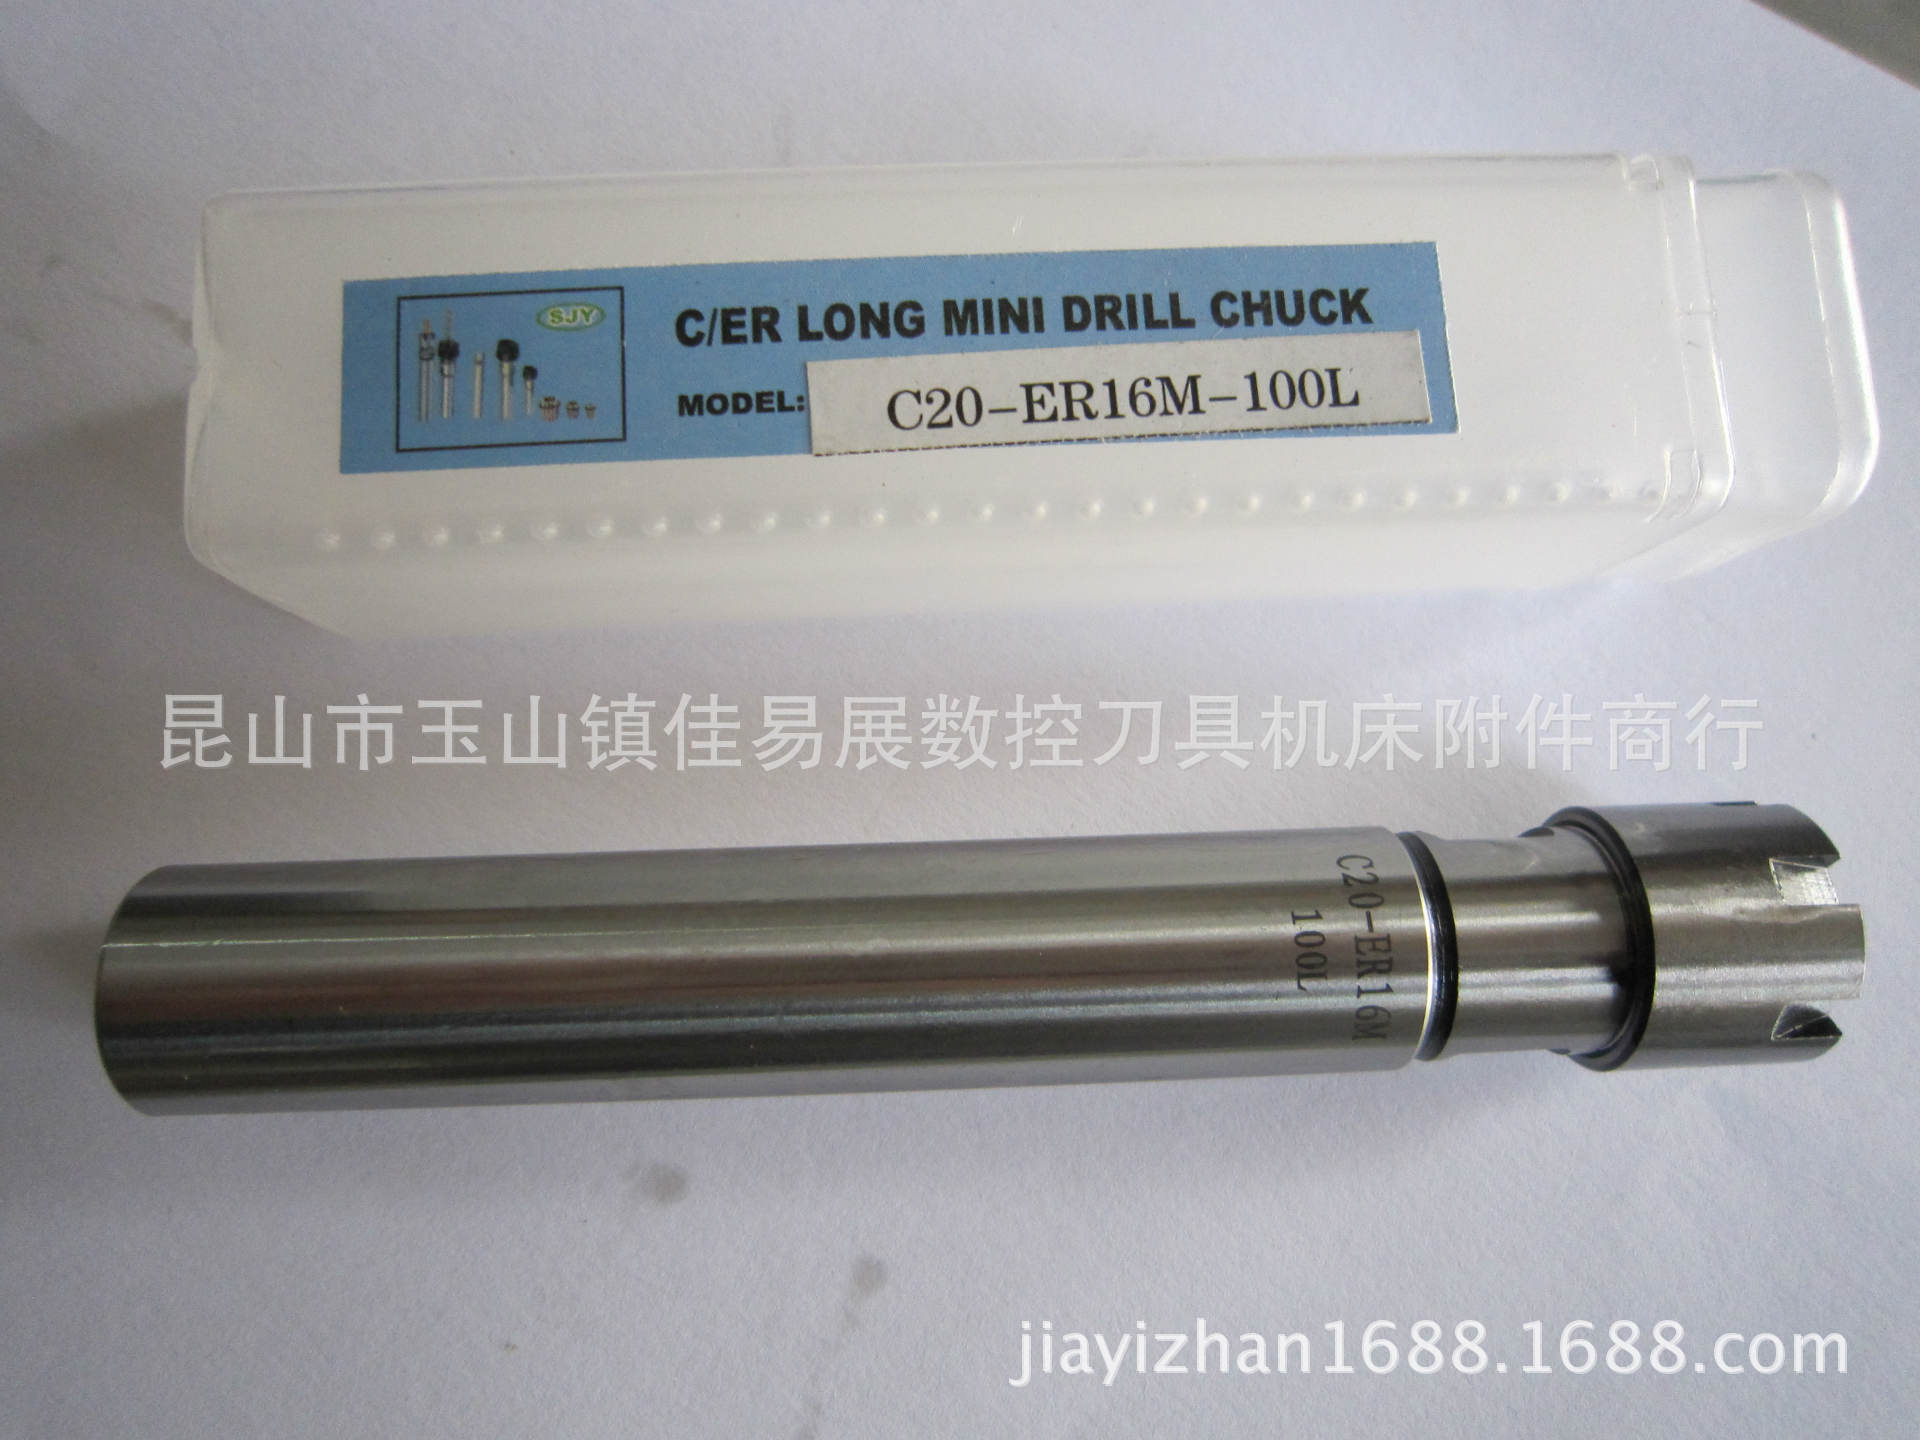 SJY
C/ER LONG MINI DRILL CHUCK
MODEL: C20-ER16M-100L
昆山市玉山镇佳易展数控刀具机床附件商行
C20-ER16M
100L
jiayizhan1688.1688.com